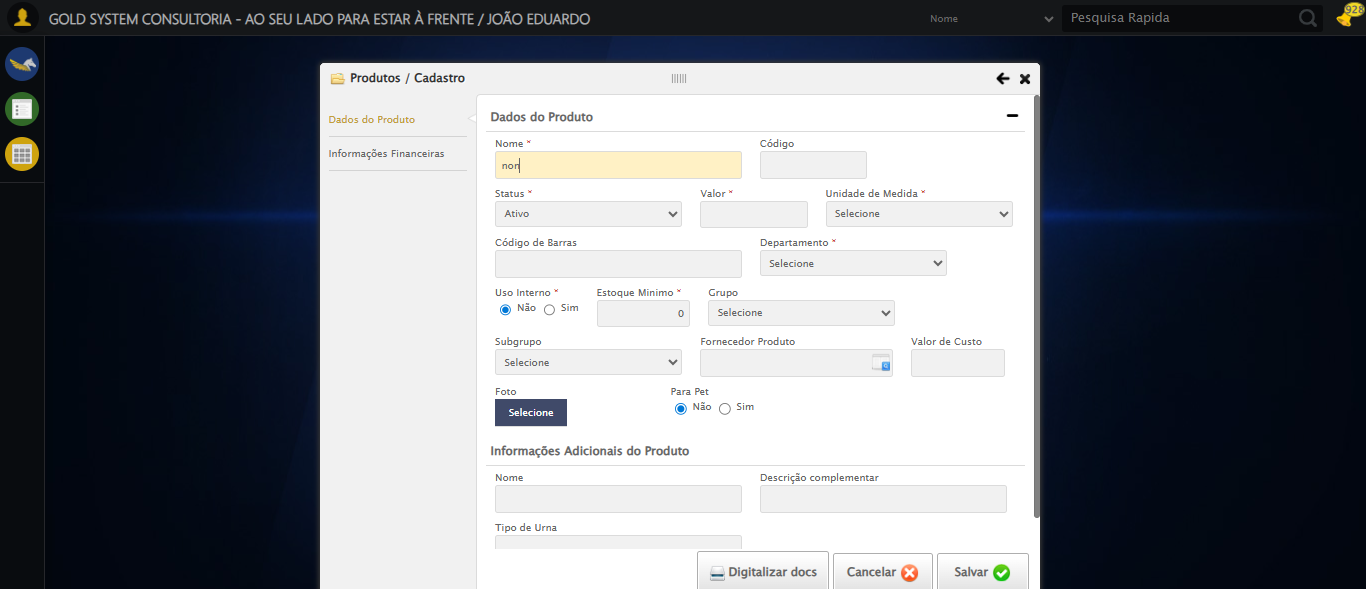 GOLD SYSTEM CONSULTORIA - AO SEU LADO PARA ESTAR À FRENTE / JOÃO EDUARDO
Nome
Pesquisa Rapida
928
Produtos / Cadastro
Dados do Produto
Informações Financeiras
Dados do Produto
Nome *
Código
non
Status *
Valor *
Unidade de Medida *
Ativo
Selecione
Código de Barras
Departamento *
Selecione
Uso Interno *
Estoque Minimo *
Grupo
Não
Sim
0
Selecione
Subgrupo
Fornecedor Produto
Valor de Custo
Selecione
Foto
Para Pet
Selecione
Não
Sim
Informações Adicionais do Produto
Nome
Descrição complementar
Tipo de Urna
Digitalizar docs
Cancelar
Salvar